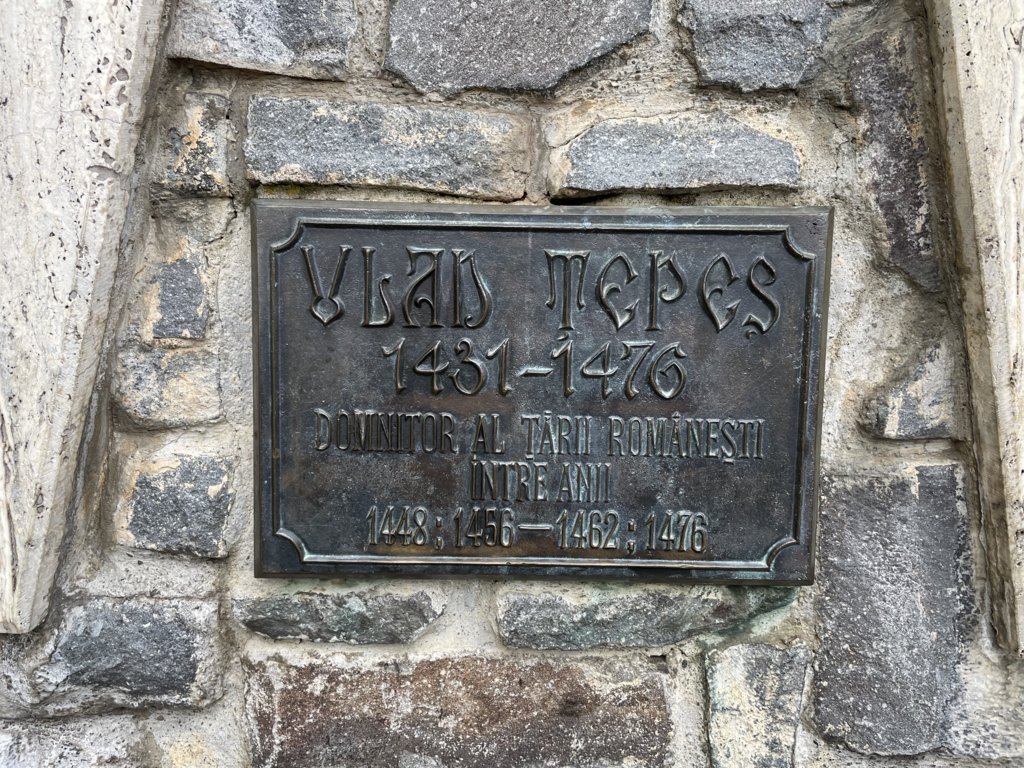 VLAD ȚEPEȘ
1431-1476
DOMNITOR AL ȚĂRII ROMÂNEȘTI
ÎNTRE ANII
1448; 1456—1462; 1476